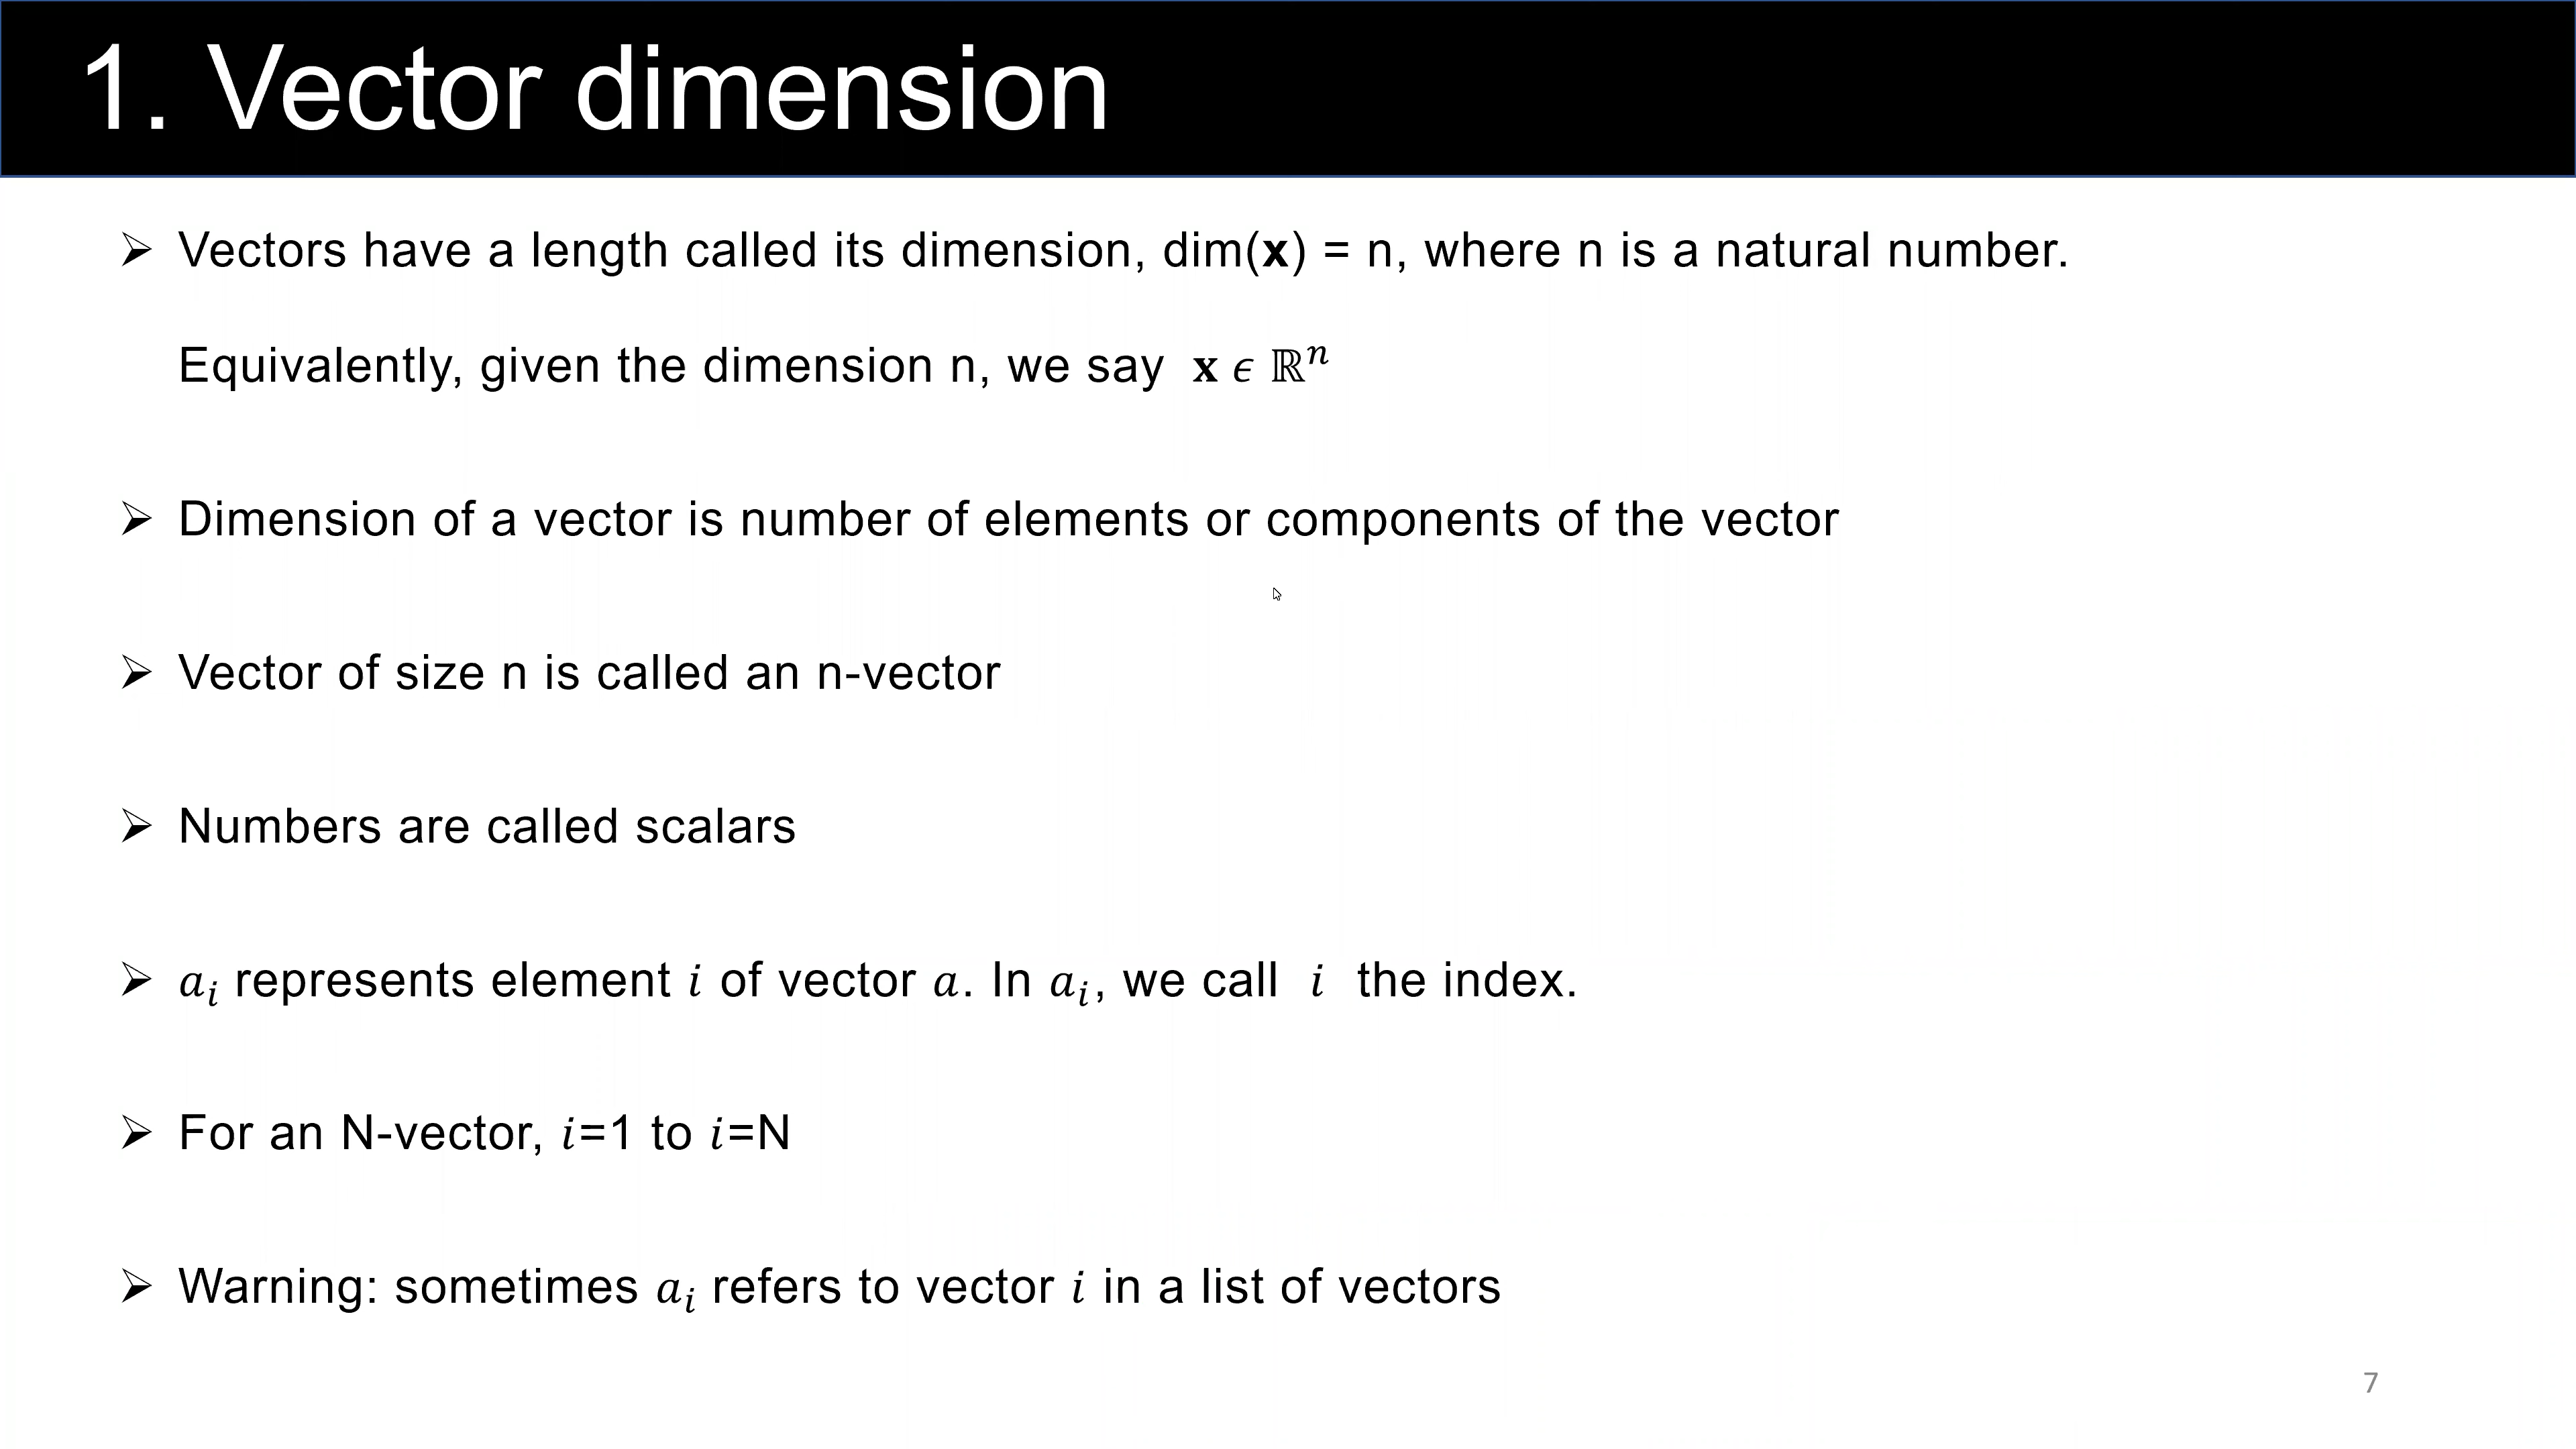 1. Vector dimension
➢ Vectors have a length called its dimension, dim(𝐱) = n, where n is a natural number.
Equivalently, given the dimension n, we say 𝐱 ϵ ℝⁿ
➢ Dimension of a vector is number of elements or components of the vector
➢ Vector of size n is called an n-vector
➢ Numbers are called scalars
➢ 𝑎ᵢ represents element 𝑖 of vector 𝑎. In 𝑎ᵢ, we call 𝑖 the index.
➢ For an N-vector, 𝑖=1 to 𝑖=N
➢ Warning: sometimes 𝑎ᵢ refers to vector 𝑖 in a list of vectors
7